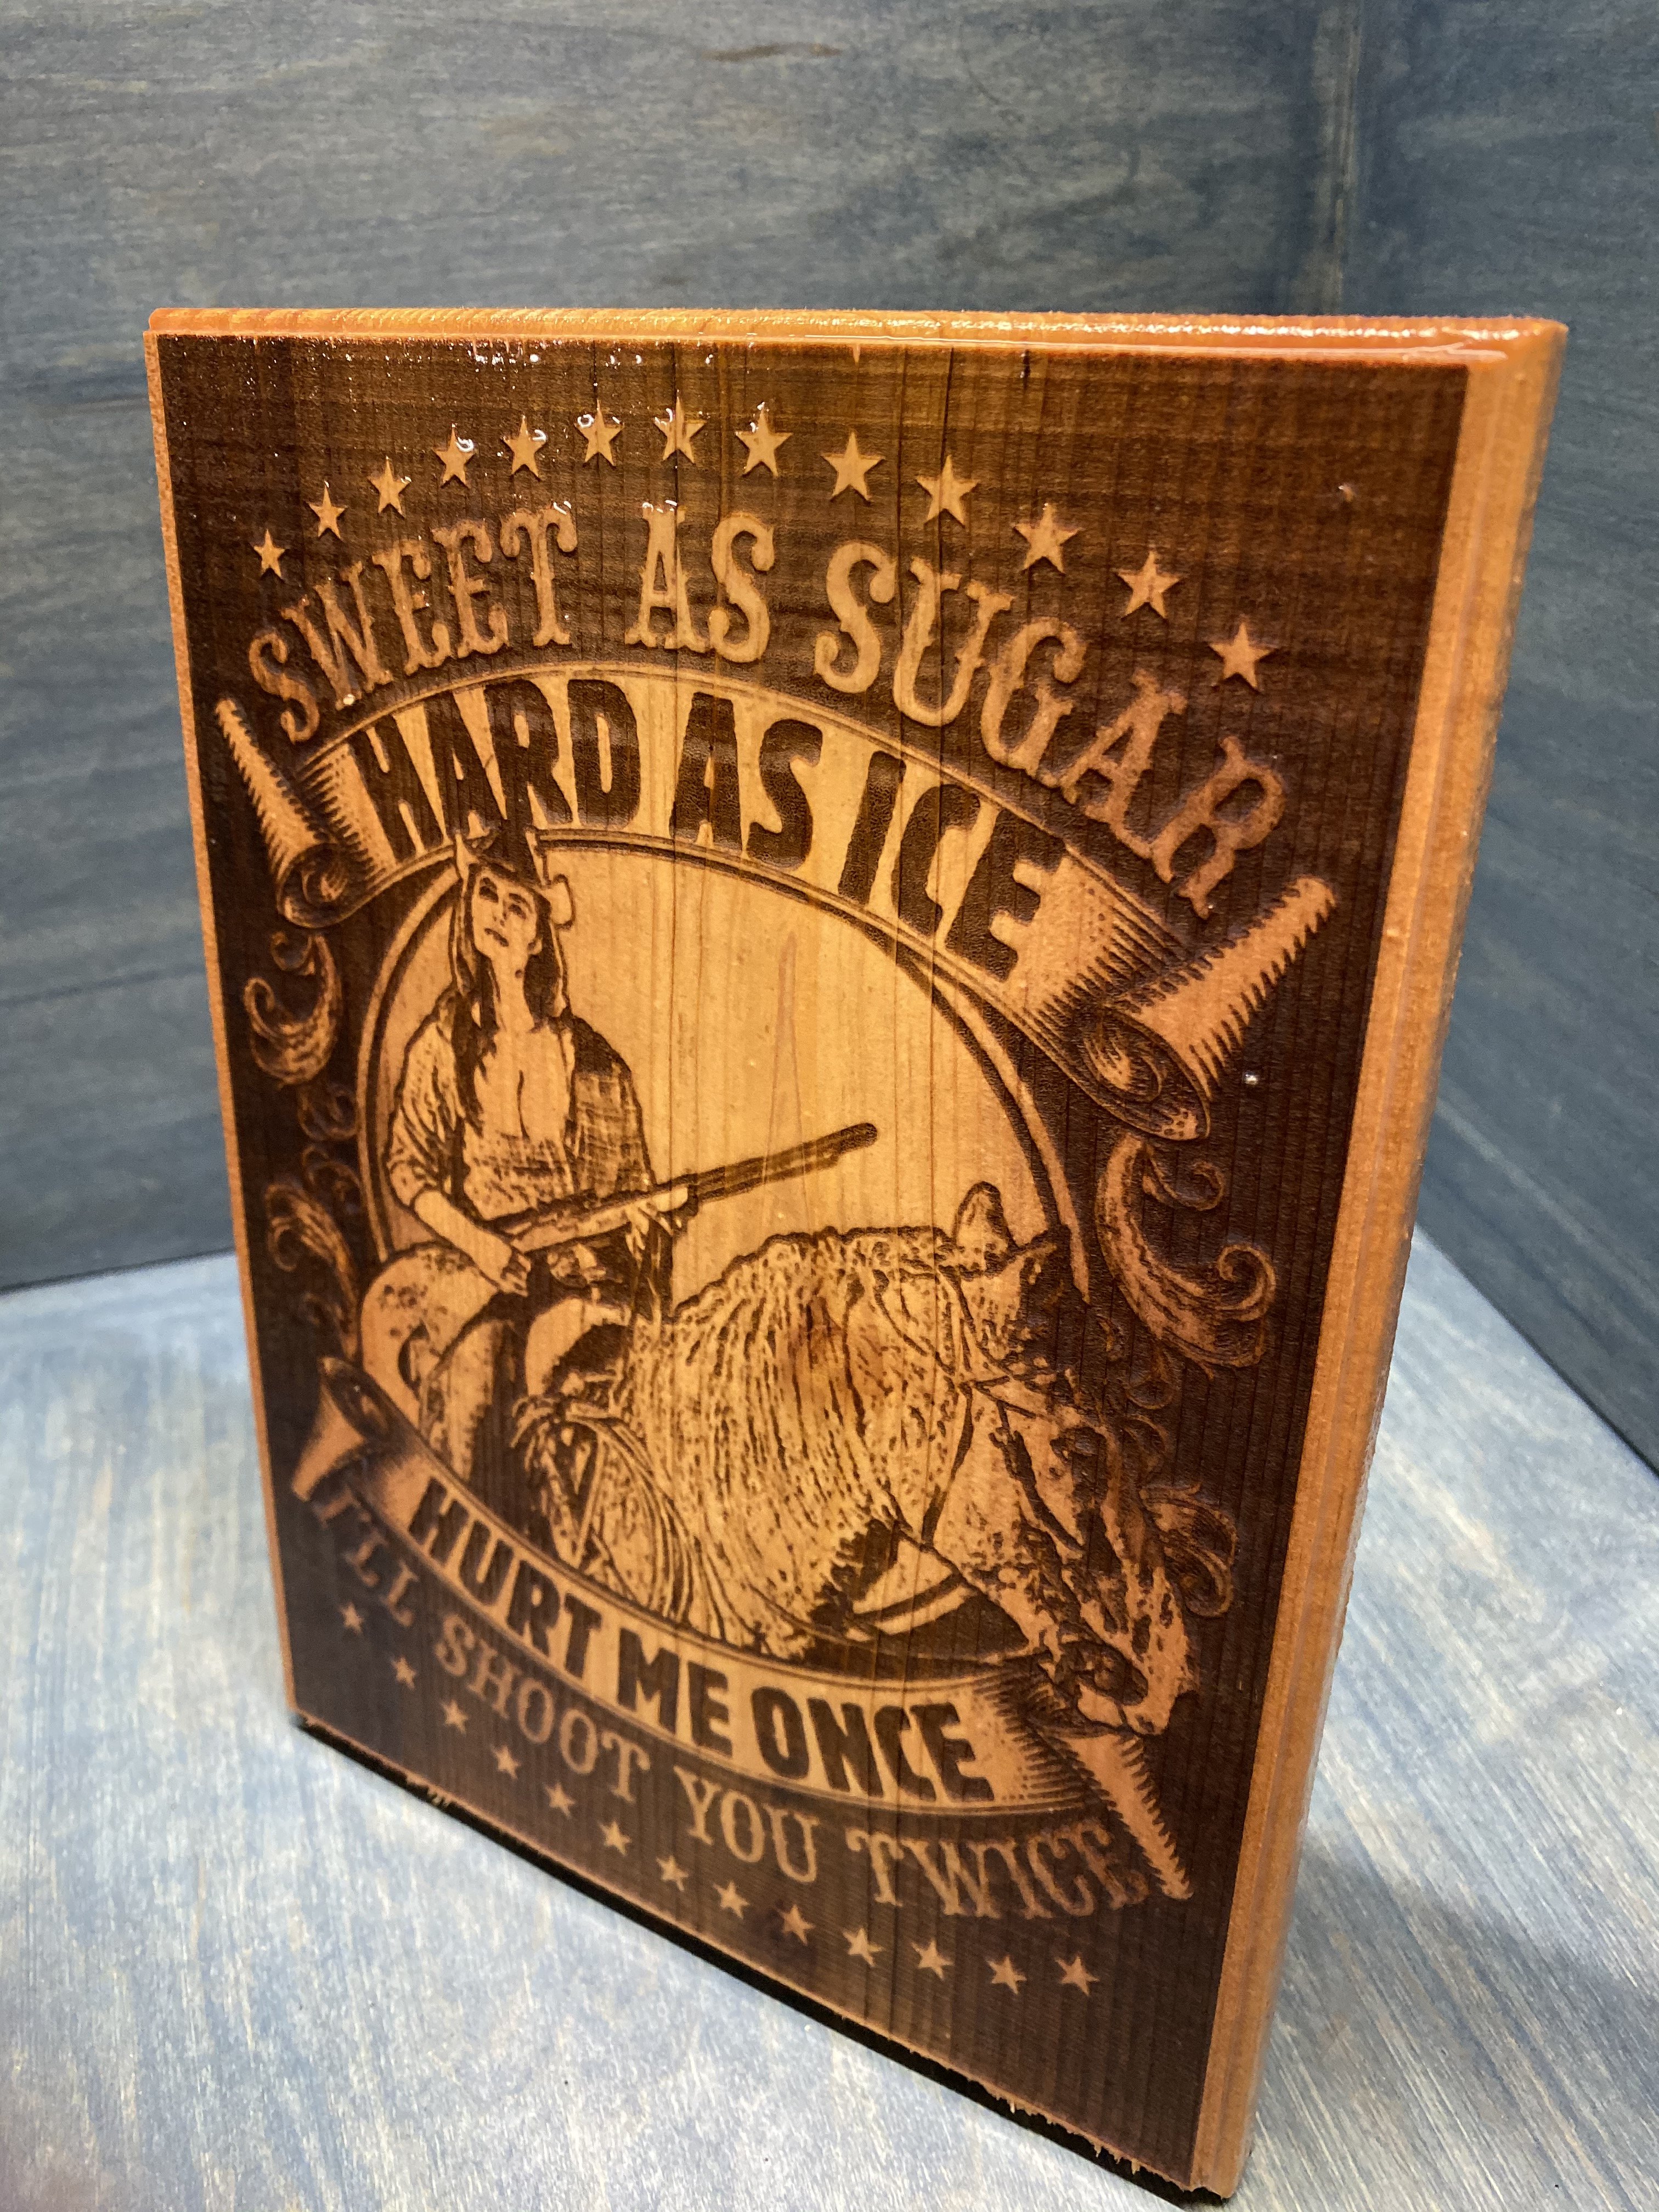 SWEET AS SUGAR
HARD AS ICE
HURT ME ONCE
I'LL SHOOT YOU TWICE